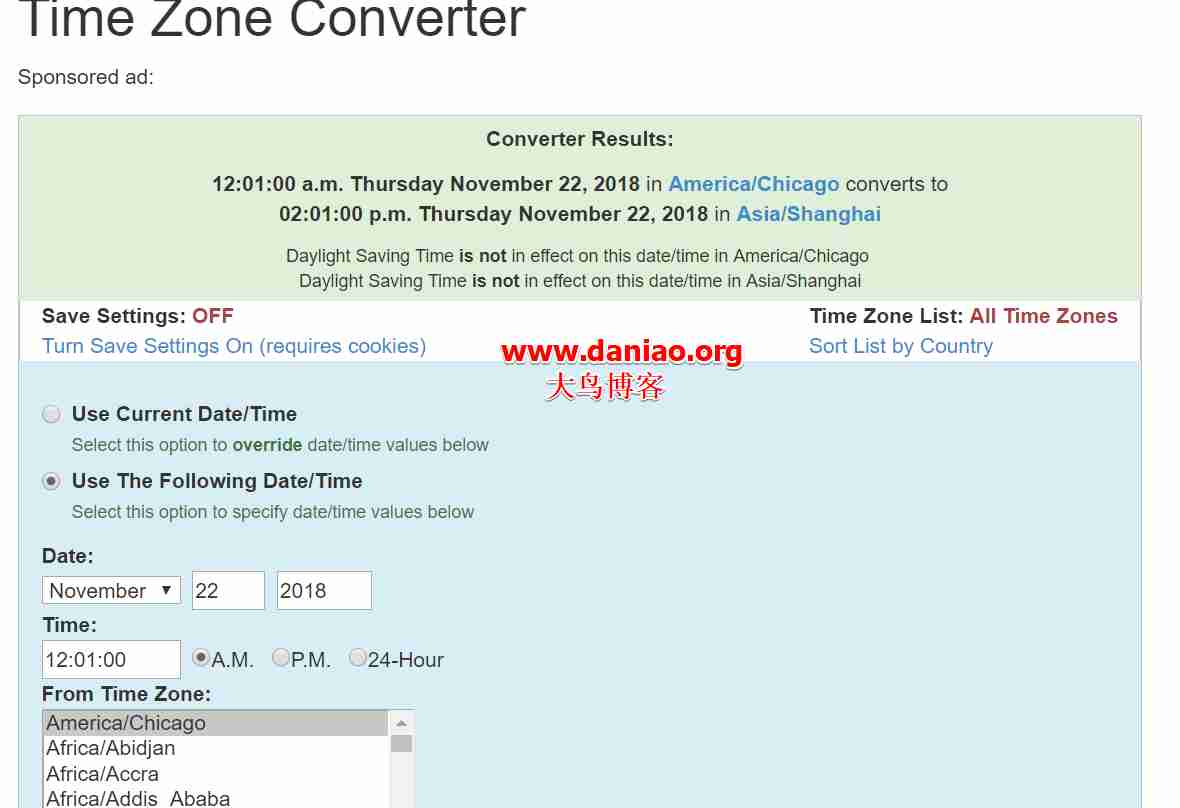 Time Zone Converter
Sponsored ad:
Converter Results:
12:01:00 a.m. Thursday November 22, 2018 in America/Chicago converts to
02:01:00 p.m. Thursday November 22, 2018 in Asia/Shanghai
Daylight Saving Time is not in effect on this date/time in America/Chicago
Daylight Saving Time is not in effect on this date/time in Asia/Shanghai
Save Settings: OFF
Time Zone List: All Time Zones
Turn Save Settings On (requires cookies)
Sort List by Country
www.daniao.org
大鸟博客
Use Current Date/Time
Select this option to override date/time values below
Use The Following Date/Time
Select this option to specify date/time values below
Date:
November 22 2018
Time:
12:01:00 A.M. P.M. 24-Hour
From Time Zone:
America/Chicago
Africa/Abidjan
Africa/Accra
Africa/Addis_Ababa